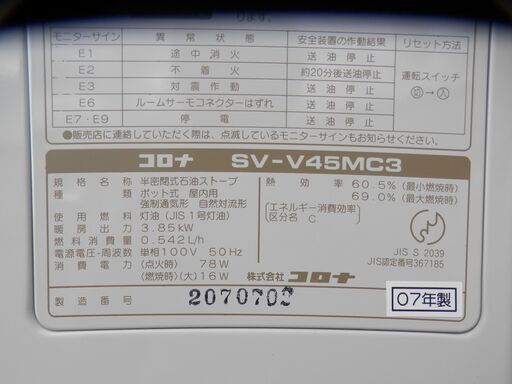 ります。
モニターサイン 異常状態 安全装置の作動結果 リセット方法
E1 途中消火 送油停止
E2 不着火 約20分後送油停止
E3 対震作動 送油停止
E6 ルームサーモコネクターはずれ 送油停止
E7・E9 停電 送油停止
運転スイッチ
切→入
●販売店に連絡していただく際は、点滅しているモニターサインもお知らせください。
コロナ SV-V45MC3
規格名称 半密閉式石油ストーブ
種類 ポット式 屋内用
強制通気形 自然対流形
使用燃料 灯油(JIS1号灯油)
暖房出力 3.85kW
燃料消費量 0.542L/h
電源電圧・周波数 単相100V 50Hz
消費電力 (点火時) 78W
(燃焼時)(大)16W
熱効率 60.5%(最小燃焼時)
69.0%(最大燃焼時)
[エネルギー消費効率]
区分名 C
JIS S 2039
JIS認定番号367185
株式会社コロナ
製造番号 2070702
07年製